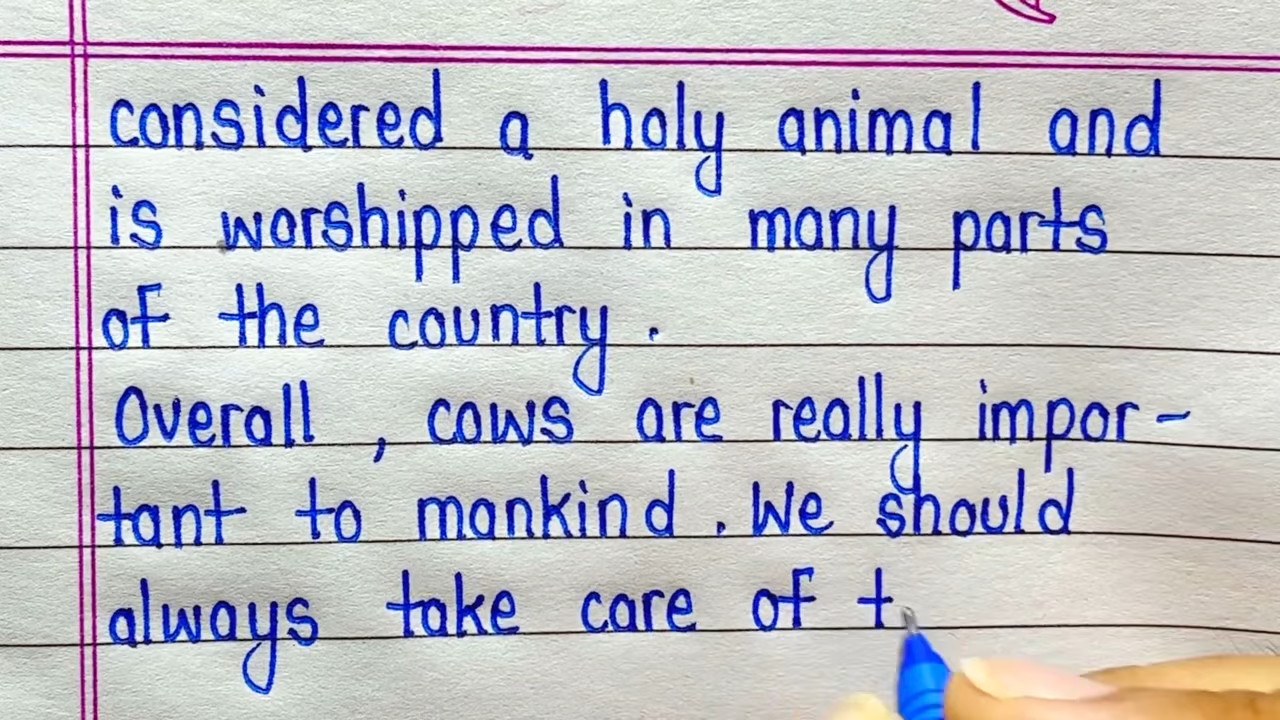 considered a holy animal and
is worshipped in many parts
of the country.
Overall, cows are really impor-
tant to mankind. We should
always take care of t